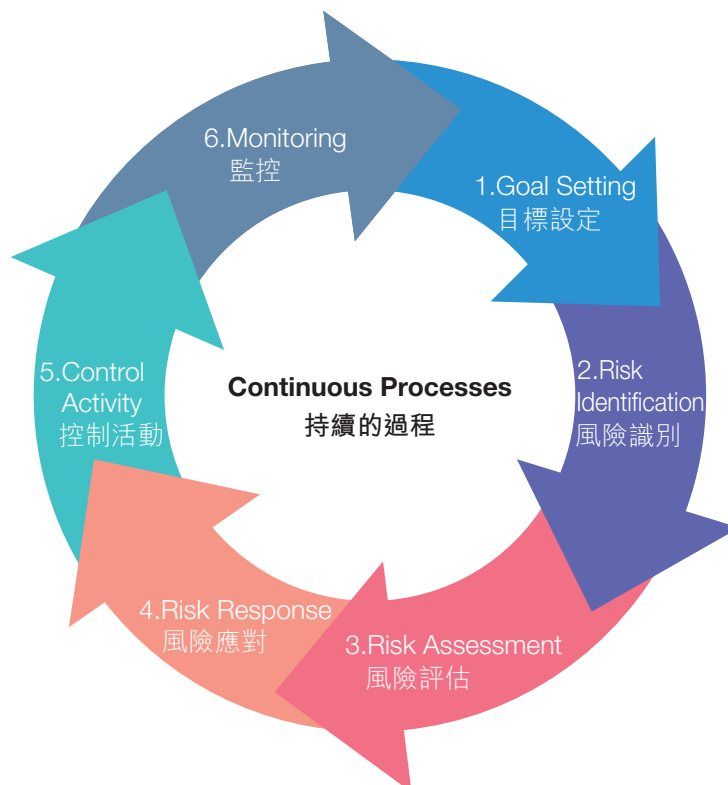 1.Goal Setting
目標設定
2.Risk
Identification
風險識別
3.Risk Assessment
風險評估
4.Risk Response
風險應對
5.Control
Activity
控制活動
6.Monitoring
監控
Continuous Processes
持續的過程